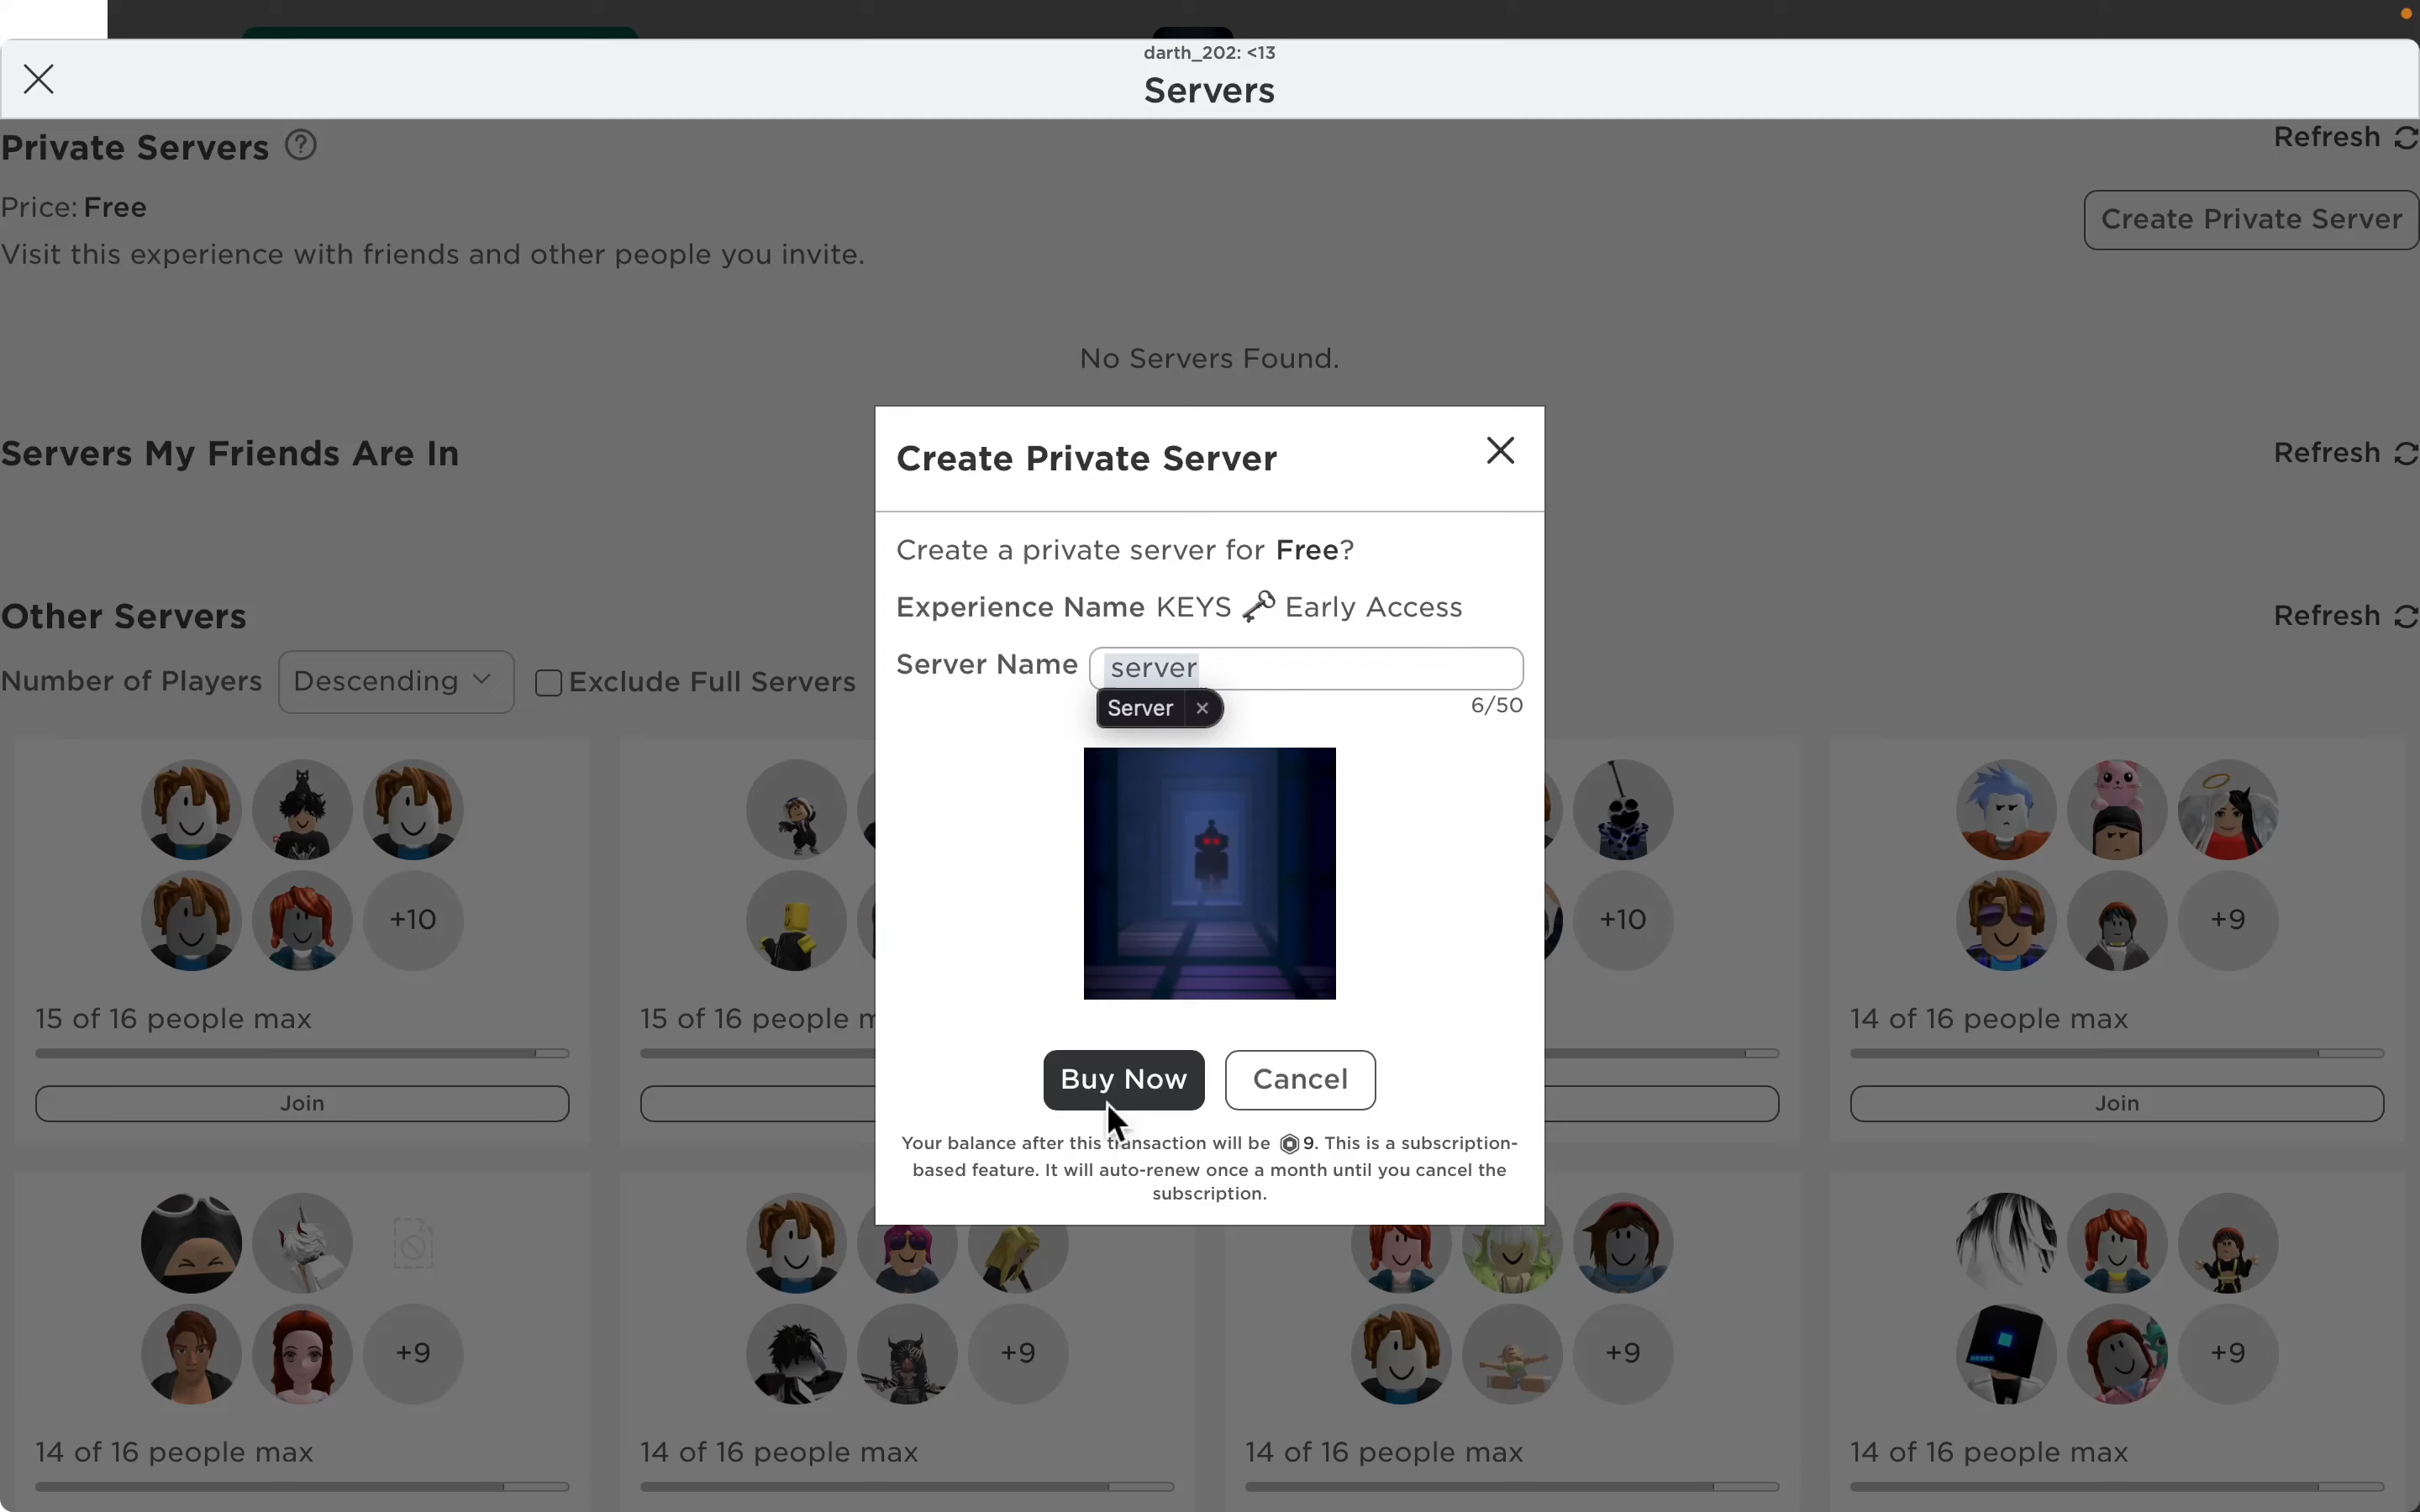 darth_202: <13
Servers
Private Servers
Refresh
Price: Free
Create Private Server
Visit this experience with friends and other people you invite.
No Servers Found.
Servers My Friends Are In
Refresh
Create Private Server
Create a private server for Free?
Experience Name KEYS Early Access
Server Name server
Server ×
6/50
Buy Now
Cancel
Your balance after this transaction will be 9. This is a subscription-
based feature. It will auto-renew once a month until you cancel the
subscription.
Other Servers
Refresh
Number of Players Descending Exclude Full Servers
+10
+10
+9
15 of 16 people max
15 of 16 people
14 of 16 people max
Join
Join
+9
+9
+9
+9
14 of 16 people max
14 of 16 people max
14 of 16 people max
14 of 16 people max